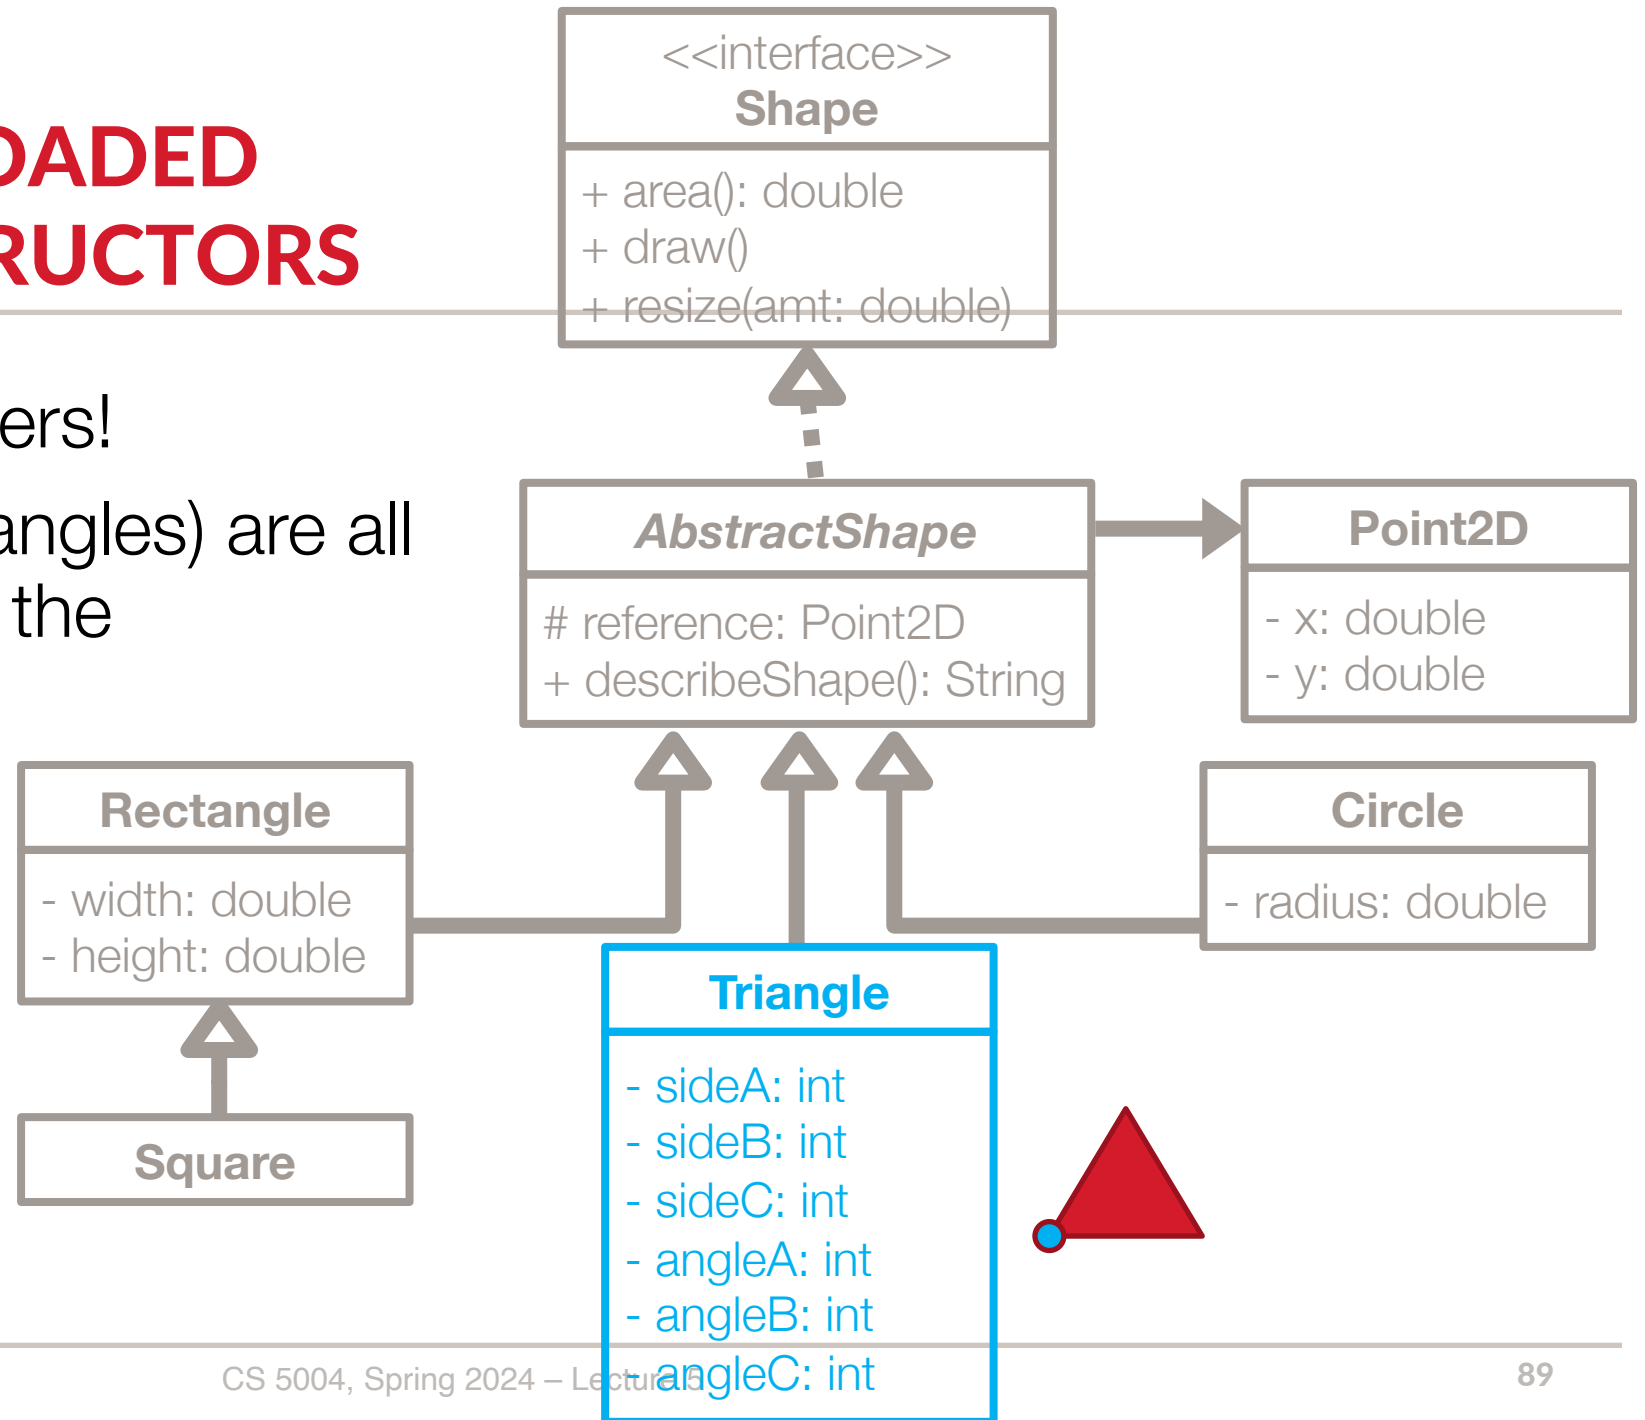 OADED
RUCTORS
ers!
angles) are all
the
<<interface>>
Shape
+ area(): double
+ draw()
+ resize(amt: double)
AbstractShape
# reference: Point2D
+ describeShape(): String
Point2D
- x: double
- y: double
Rectangle
- width: double
- height: double
Circle
- radius: double
Square
Triangle
- sideA: int
- sideB: int
- sideC: int
- angleA: int
- angleB: int
- angleC: int
CS 5004, Spring 2024 – Lecture 5
89